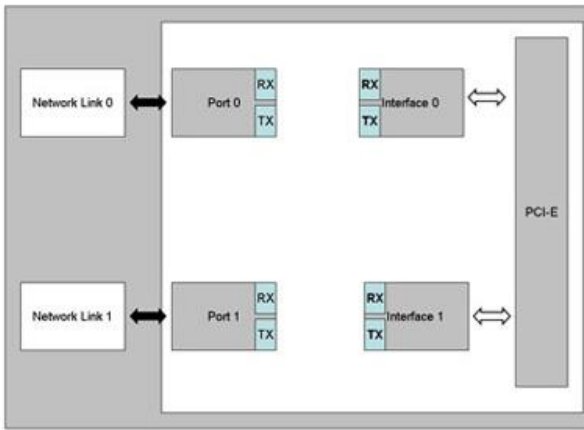 Network Link 0
Port 0
RX
TX
RX
TX
Interface 0
PCI-E
Network Link 1
Port 1
RX
TX
RX
TX
Interface 1